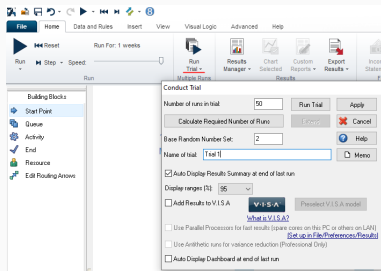 File Home Data and Rules Insert View Visual Logic Advanced Help
Run Reset Run For: 1 weeks
Step Speed
Run Trial Results Manager Chart Selected Custom Reports Export Results
Run Multiple Runs Results
Building Blocks
Start Point
Queue
Activity
End
Resource
Edit Routing Arrows
Conduct Trial
Number of runs in trial: 50 Run Trial Apply
Calculate Required Number of Runs Cancel
Base Random Number Set: 2 Help
Name of trial: Trial 1 Memo
Auto Display Results Summary at end of last run
Display ranges (%): 95
Add Results to V.I.S.A V·I·S·A Preselect V.I.S.A model
What is V.I.S.A?
Use Parallel Processors for fast results (spare cores on this PC or others on LAN)
[Set up in File/Preferences/Results]
Use Antithetic runs for variance reduction (Professional Only)
Auto Display Dashboard at end of last run